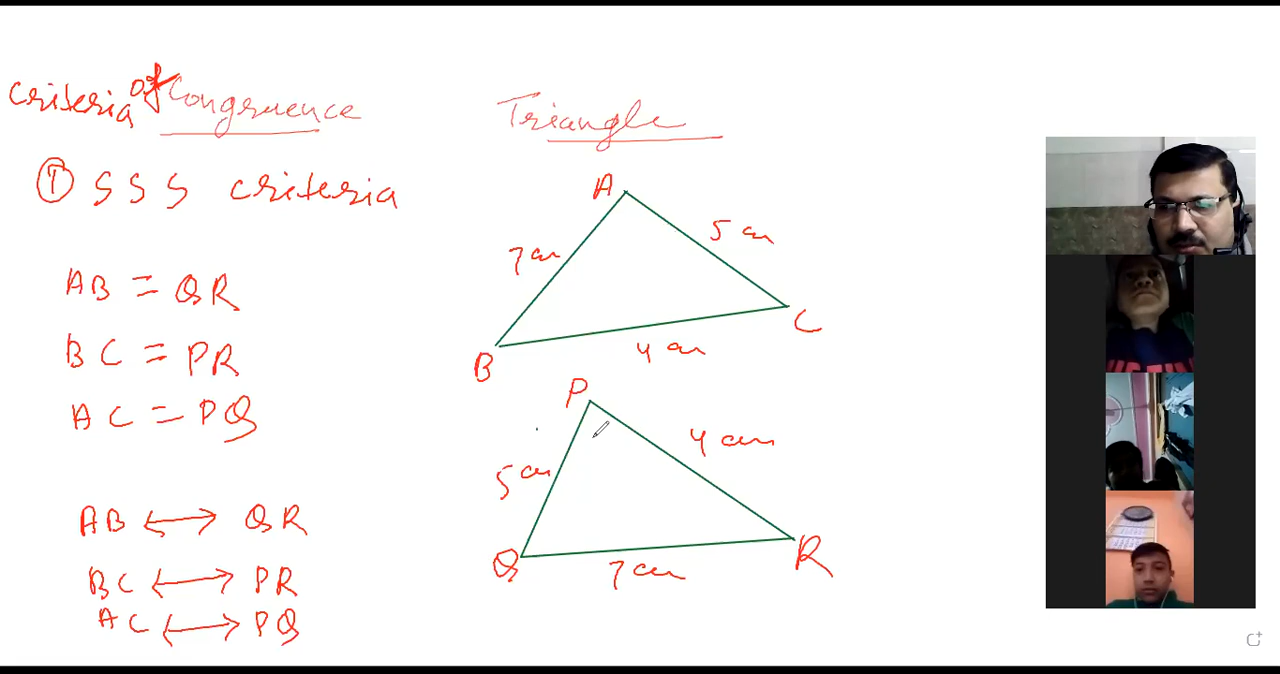 Criteria of Congruence
Triangle
① SSS criteria
AB = QR
BC = PR
AC = PQ
AB ⟷ QR
BC ⟷ PR
AC ⟷ PQ
A
7 cm
5 cm
B
4 cm
C
P
5 cm
4 cm
Q
7 cm
R